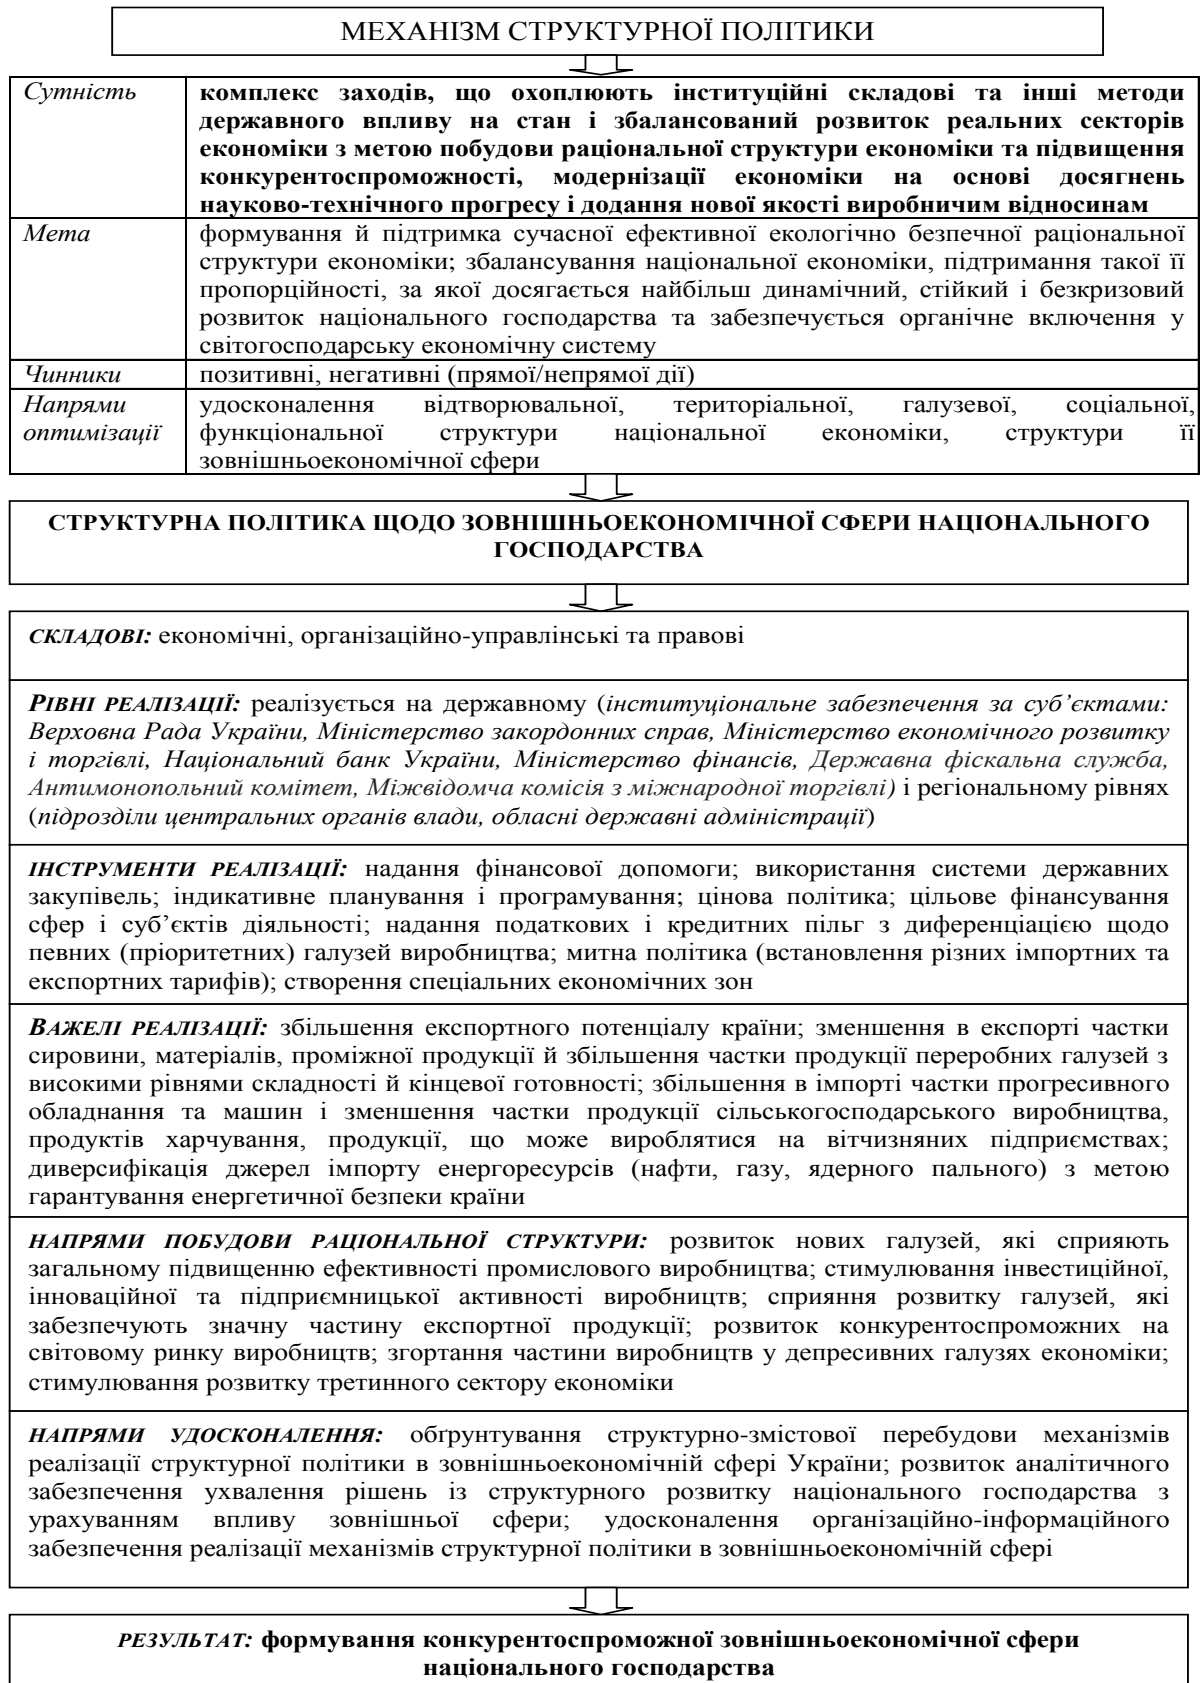 МЕХАНІЗМ СТРУКТУРНОЇ ПОЛІТИКИ
Сутність
комплекс заходів, що охоплюють інституційні складові та інші методи
державного впливу на стан і збалансований розвиток реальних секторів
економіки з метою побудови раціональної структури економіки та підвищення
конкурентоспроможності, модернізації економіки на основі досягнень
науково-технічного прогресу і додання нової якості виробничим відносинам
Мета
формування й підтримка сучасної ефективної екологічно безпечної раціональної
структури економіки; збалансування національної економіки, підтримання такої її
пропорційності, за якої досягається найбільш динамічний, стійкий і безкризовий
розвиток національного господарства та забезпечується органічне включення у
світогосподарську економічну систему
Чинники
позитивні, негативні (прямої/непрямої дії)
Напрями
оптимізації
удосконалення відтворювальної, територіальної, галузевої, соціальної,
функціональної структури національної економіки, структури її
зовнішньоекономічної сфери
СТРУКТУРНА ПОЛІТИКА ЩОДО ЗОВНІШНЬОЕКОНОМІЧНОЇ СФЕРИ НАЦІОНАЛЬНОГО
ГОСПОДАРСТВА
СКЛАДОВІ: економічні, організаційно-управлінські та правові
РІВНІ РЕАЛІЗАЦІЇ: реалізується на державному (інституціональне забезпечення за суб’єктами:
Верховна Рада України, Міністерство закордонних справ, Міністерство економічного розвитку
і торгівлі, Національний банк України, Міністерство фінансів, Державна фіскальна служба,
Антимонопольний комітет, Міжвідомча комісія з міжнародної торгівлі) і регіональному рівнях
(підрозділи центральних органів влади, обласні державні адміністрації)
ІНСТРУМЕНТИ РЕАЛІЗАЦІЇ: надання фінансової допомоги; використання системи державних
закупівель; індикативне планування і програмування; цінова політика; цільове фінансування
сфер і суб’єктів діяльності; надання податкових і кредитних пільг з диференціацією щодо
певних (пріоритетних) галузей виробництва; митна політика (встановлення різних імпортних та
експортних тарифів); створення спеціальних економічних зон
ВАЖЕЛІ РЕАЛІЗАЦІЇ: збільшення експортного потенціалу країни; зменшення в експорті частки
сировини, матеріалів, проміжної продукції й збільшення частки продукції переробних галузей з
високими рівнями складності й кінцевої готовності; збільшення в імпорті частки прогресивного
обладнання та машин і зменшення частки продукції сільськогосподарського виробництва,
продуктів харчування, продукції, що може вироблятися на вітчизняних підприємствах;
диверсифікація джерел імпорту енергоресурсів (нафти, газу, ядерного пального) з метою
гарантування енергетичної безпеки країни
НАПРЯМИ ПОБУДОВИ РАЦІОНАЛЬНОЇ СТРУКТУРИ: розвиток нових галузей, які сприяють
загальному підвищенню ефективності промислового виробництва; стимулювання інвестиційної,
інноваційної та підприємницької активності виробництв; сприяння розвитку галузей, які
забезпечують значну частину експортної продукції; розвиток конкурентоспроможних на
світовому ринку виробництв; згортання частини виробництв у депресивних галузях економіки;
стимулювання розвитку третинного сектору економіки
НАПРЯМИ УДОСКОНАЛЕННЯ: обґрунтування структурно-змістової перебудови механізмів
реалізації структурної політики в зовнішньоекономічній сфері України; розвиток аналітичного
забезпечення ухвалення рішень із структурного розвитку національного господарства з
урахуванням впливу зовнішньої сфери; удосконалення організаційно-інформаційного
забезпечення реалізації механізмів структурної політики в зовнішньоекономічній сфері
РЕЗУЛЬТАТ: формування конкурентоспроможної зовнішньоекономічної сфери
національного господарства